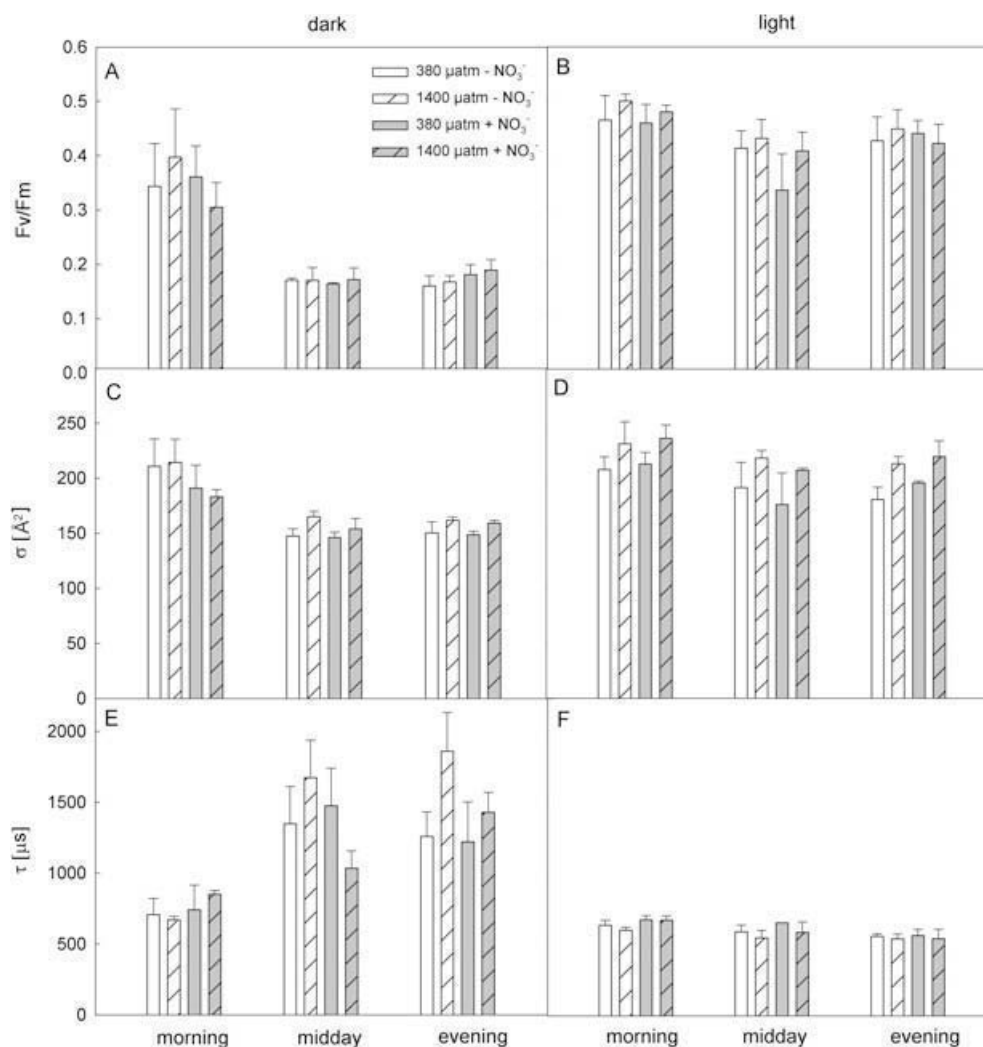 dark light
A
380 µatm - NO₃⁻
1400 µatm - NO₃⁻
380 µatm + NO₃⁻
1400 µatm + NO₃⁻
B
0.6
0.5
0.4
0.3
0.2
0.1
0.0
Fv/Fm
C
D
250
200
150
100
50
0
σ [Å²]
E
F
2000
1500
1000
500
0
τ [µs]
morning midday evening morning midday evening